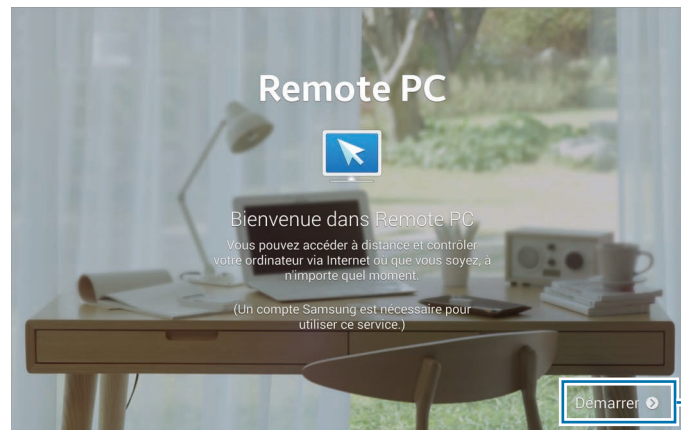 Remote PC
Bienvenue dans Remote PC
Vous pouvez accéder à distance et contrôler
votre ordinateur via Internet où que vous soyez, à
n'importe quel moment.
(Un compte Samsung est nécessaire pour
utiliser ce service.)
Démarrer